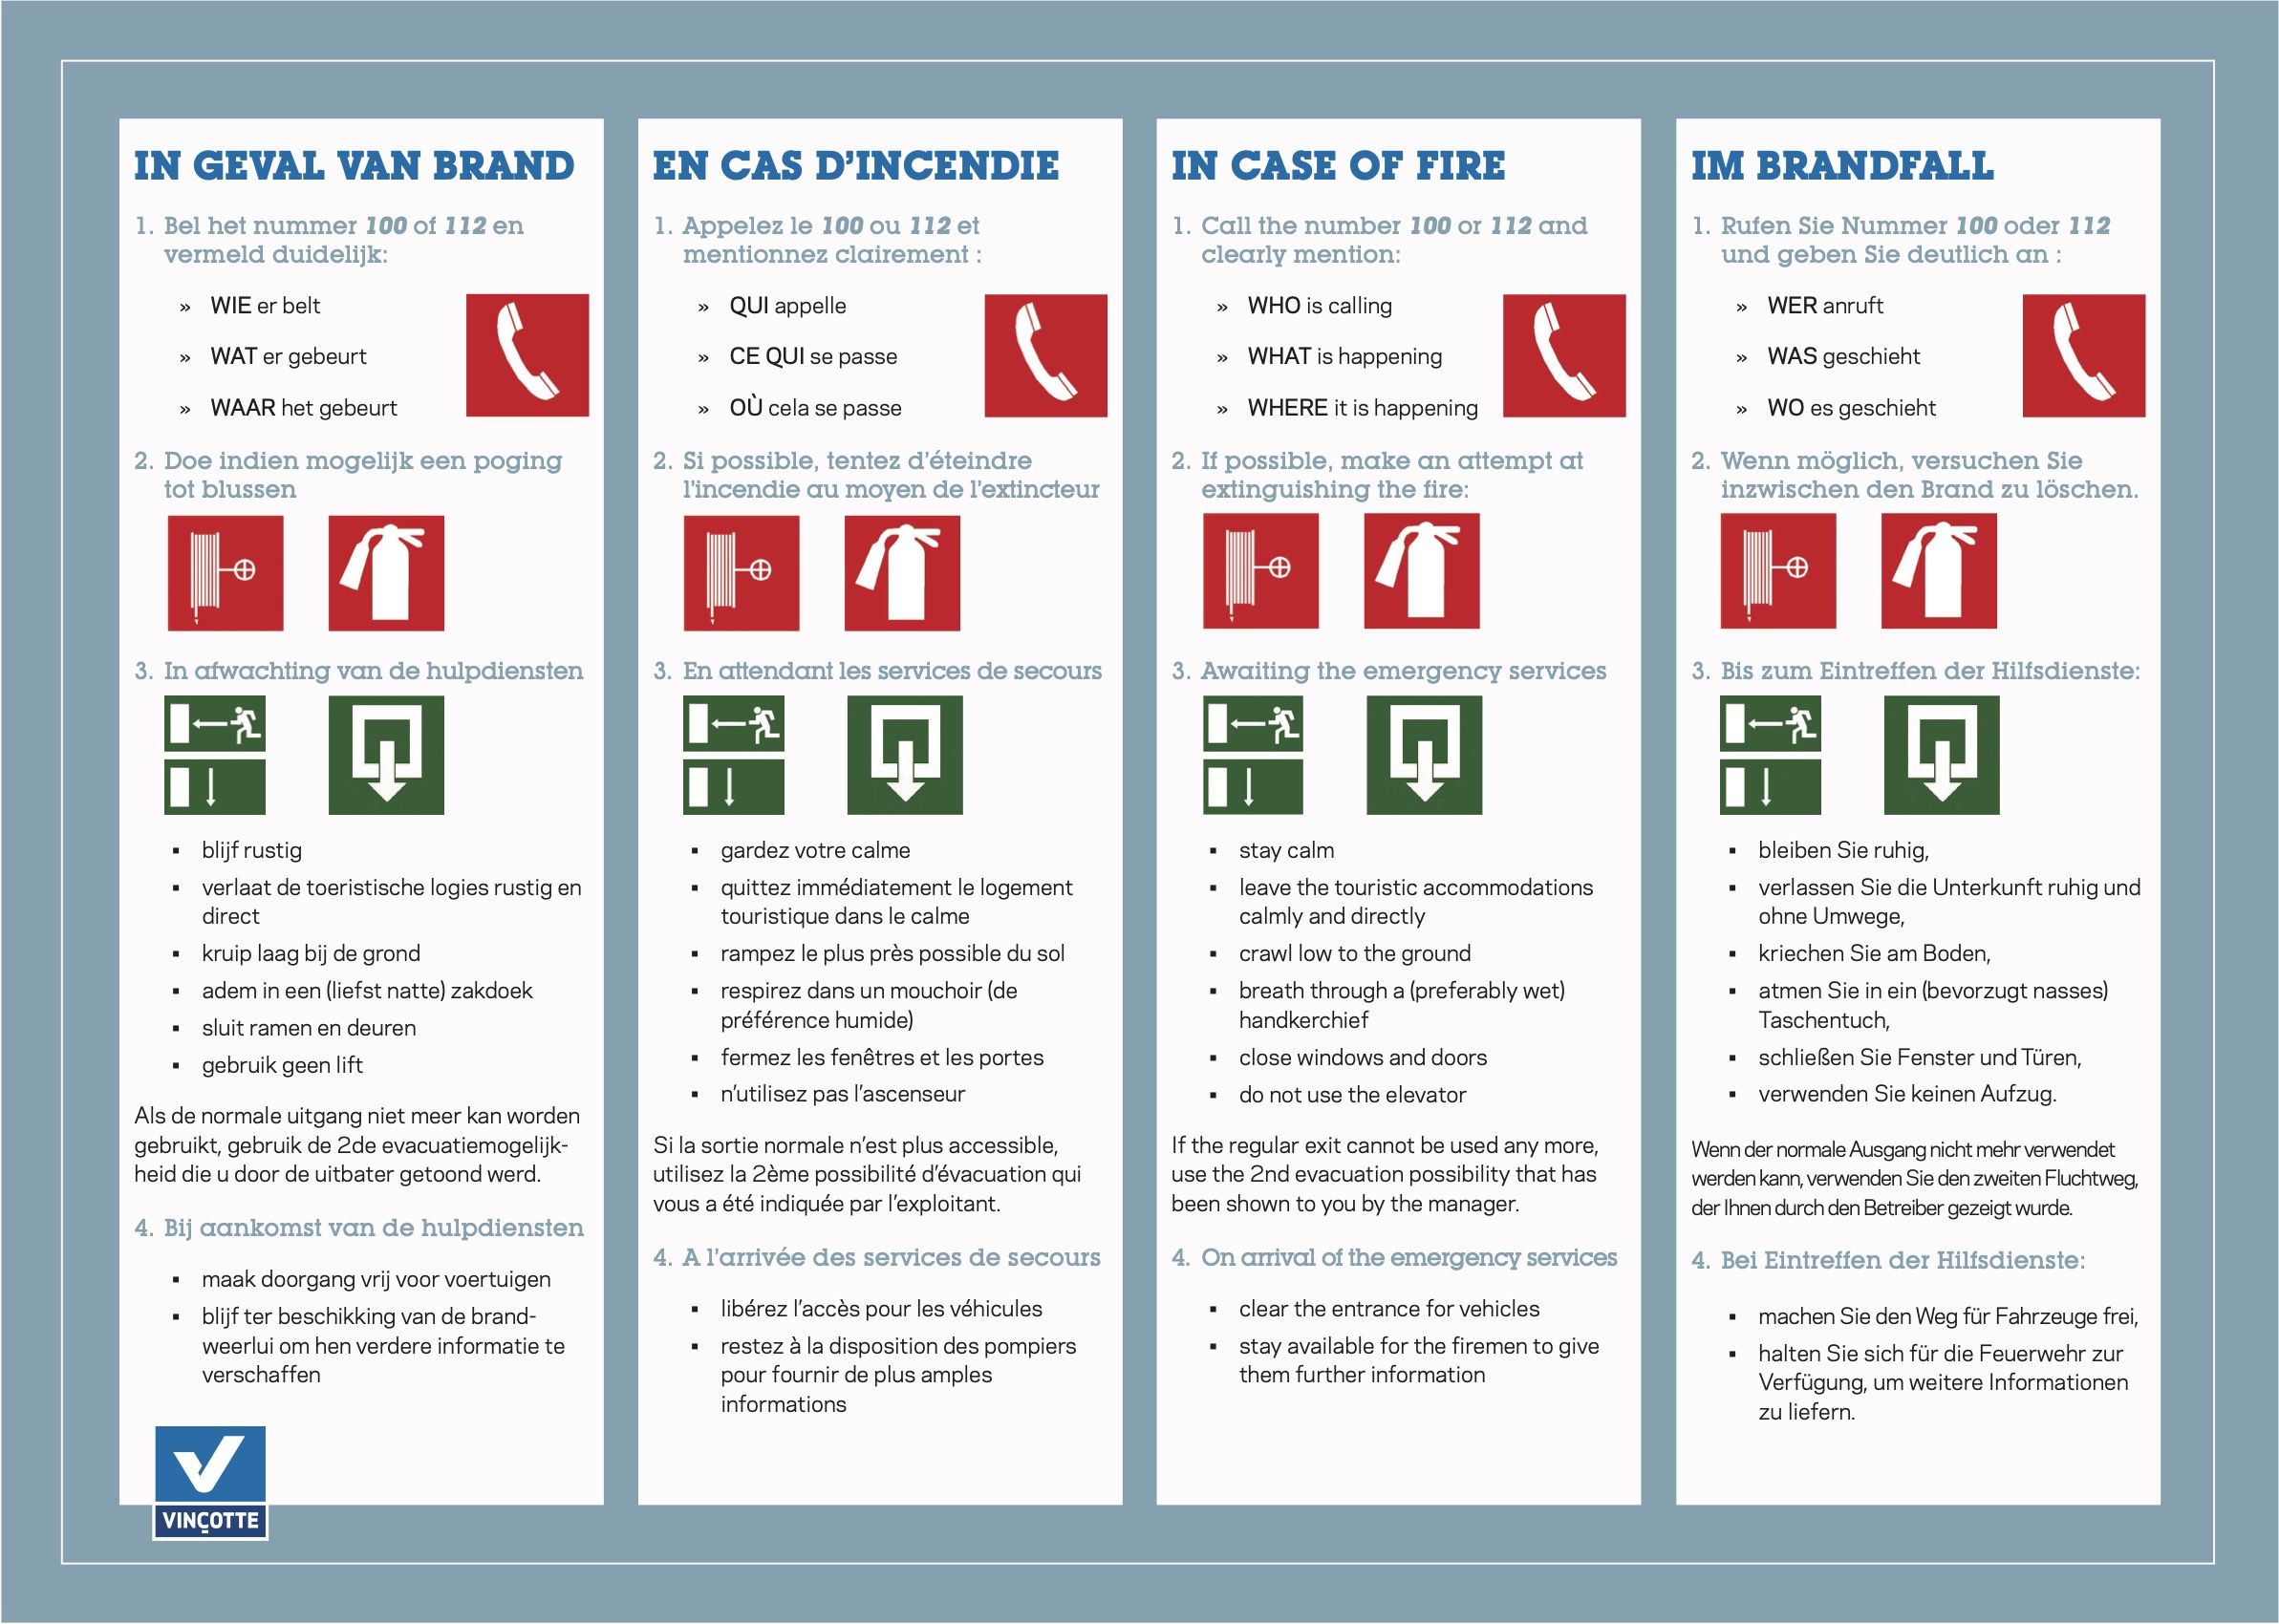 IN GEVAL VAN BRAND
1. Bel het nummer 100 of 112 en
vermeld duidelijk:
» WIE er belt
» WAT er gebeurt
» WAAR het gebeurt
2. Doe indien mogelijk een poging
tot blussen
3. In afwachting van de hulpdiensten
▪ blijf rustig
▪ verlaat de toeristische logies rustig en
direct
▪ kruip laag bij de grond
▪ adem in een (liefst natte) zakdoek
▪ sluit ramen en deuren
▪ gebruik geen lift
Als de normale uitgang niet meer kan worden
gebruikt, gebruik de 2de evacuatiemogelijk-
heid die u door de uitbater getoond werd.
4. Bij aankomst van de hulpdiensten
▪ maak doorgang vrij voor voertuigen
▪ blijf ter beschikking van de brand-
weerlui om hen verdere informatie te
verschaffen
VINÇOTTE
EN CAS D’INCENDIE
1. Appelez le 100 ou 112 et
mentionnez clairement :
» QUI appelle
» CE QUI se passe
» OÙ cela se passe
2. Si possible, tentez d’éteindre
l’incendie au moyen de l’extincteur
3. En attendant les services de secours
▪ gardez votre calme
▪ quittez immédiatement le logement
touristique dans le calme
▪ rampez le plus près possible du sol
▪ respirez dans un mouchoir (de
préférence humide)
▪ fermez les fenêtres et les portes
▪ n’utilisez pas l’ascenseur
Si la sortie normale n’est plus accessible,
utilisez la 2ème possibilité d’évacuation qui
vous a été indiquée par l’exploitant.
4. A l’arrivée des services de secours
▪ libérez l’accès pour les véhicules
▪ restez à la disposition des pompiers
pour fournir de plus amples
informations
IN CASE OF FIRE
1. Call the number 100 or 112 and
clearly mention:
» WHO is calling
» WHAT is happening
» WHERE it is happening
2. If possible, make an attempt at
extinguishing the fire:
3. Awaiting the emergency services
▪ stay calm
▪ leave the touristic accommodations
calmly and directly
▪ crawl low to the ground
▪ breath through a (preferably wet)
handkerchief
▪ close windows and doors
▪ do not use the elevator
If the regular exit cannot be used any more,
use the 2nd evacuation possibility that has
been shown to you by the manager.
4. On arrival of the emergency services
▪ clear the entrance for vehicles
▪ stay available for the firemen to give
them further information
IM BRANDFALL
1. Rufen Sie Nummer 100 oder 112
und geben Sie deutlich an :
» WER anruft
» WAS geschieht
» WO es geschieht
2. Wenn möglich, versuchen Sie
inzwischen den Brand zu löschen.
3. Bis zum Eintreffen der Hilfsdienste:
▪ bleiben Sie ruhig,
▪ verlassen Sie die Unterkunft ruhig und
ohne Umwege,
▪ kriechen Sie am Boden,
▪ atmen Sie in ein (bevorzugt nasses)
Taschentuch,
▪ schließen Sie Fenster und Türen,
▪ verwenden Sie keinen Aufzug.
Wenn der normale Ausgang nicht mehr verwendet
werden kann, verwenden Sie den zweiten Fluchtweg,
der Ihnen durch den Betreiber gezeigt wurde.
4. Bei Eintreffen der Hilfsdienste:
▪ machen Sie den Weg für Fahrzeuge frei,
▪ halten Sie sich für die Feuerwehr zur
Verfügung, um weitere Informationen
zu liefern.